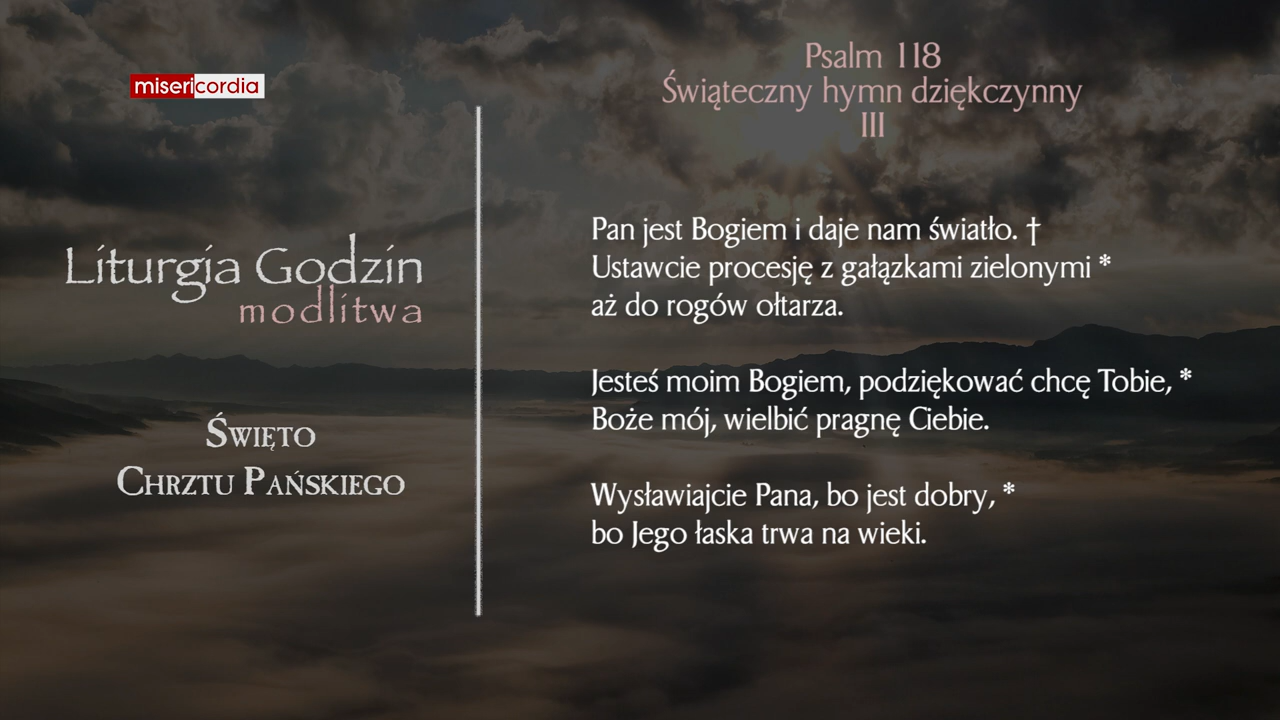 misericordia
Liturgia Godzin
modlitwa
Święto
Chrztu Pańskiego
Psalm 118
Świąteczny hymn dziękczynny
III
Pan jest Bogiem i daje nam światło. †
Ustawcie procesję z gałązkami zielonymi *
aż do rogów ołtarza.
Jesteś moim Bogiem, podziękować chcę Tobie, *
Boże mój, wielbić pragnę Ciebie.
Wysławiajcie Pana, bo jest dobry, *
bo Jego łaska trwa na wieki.